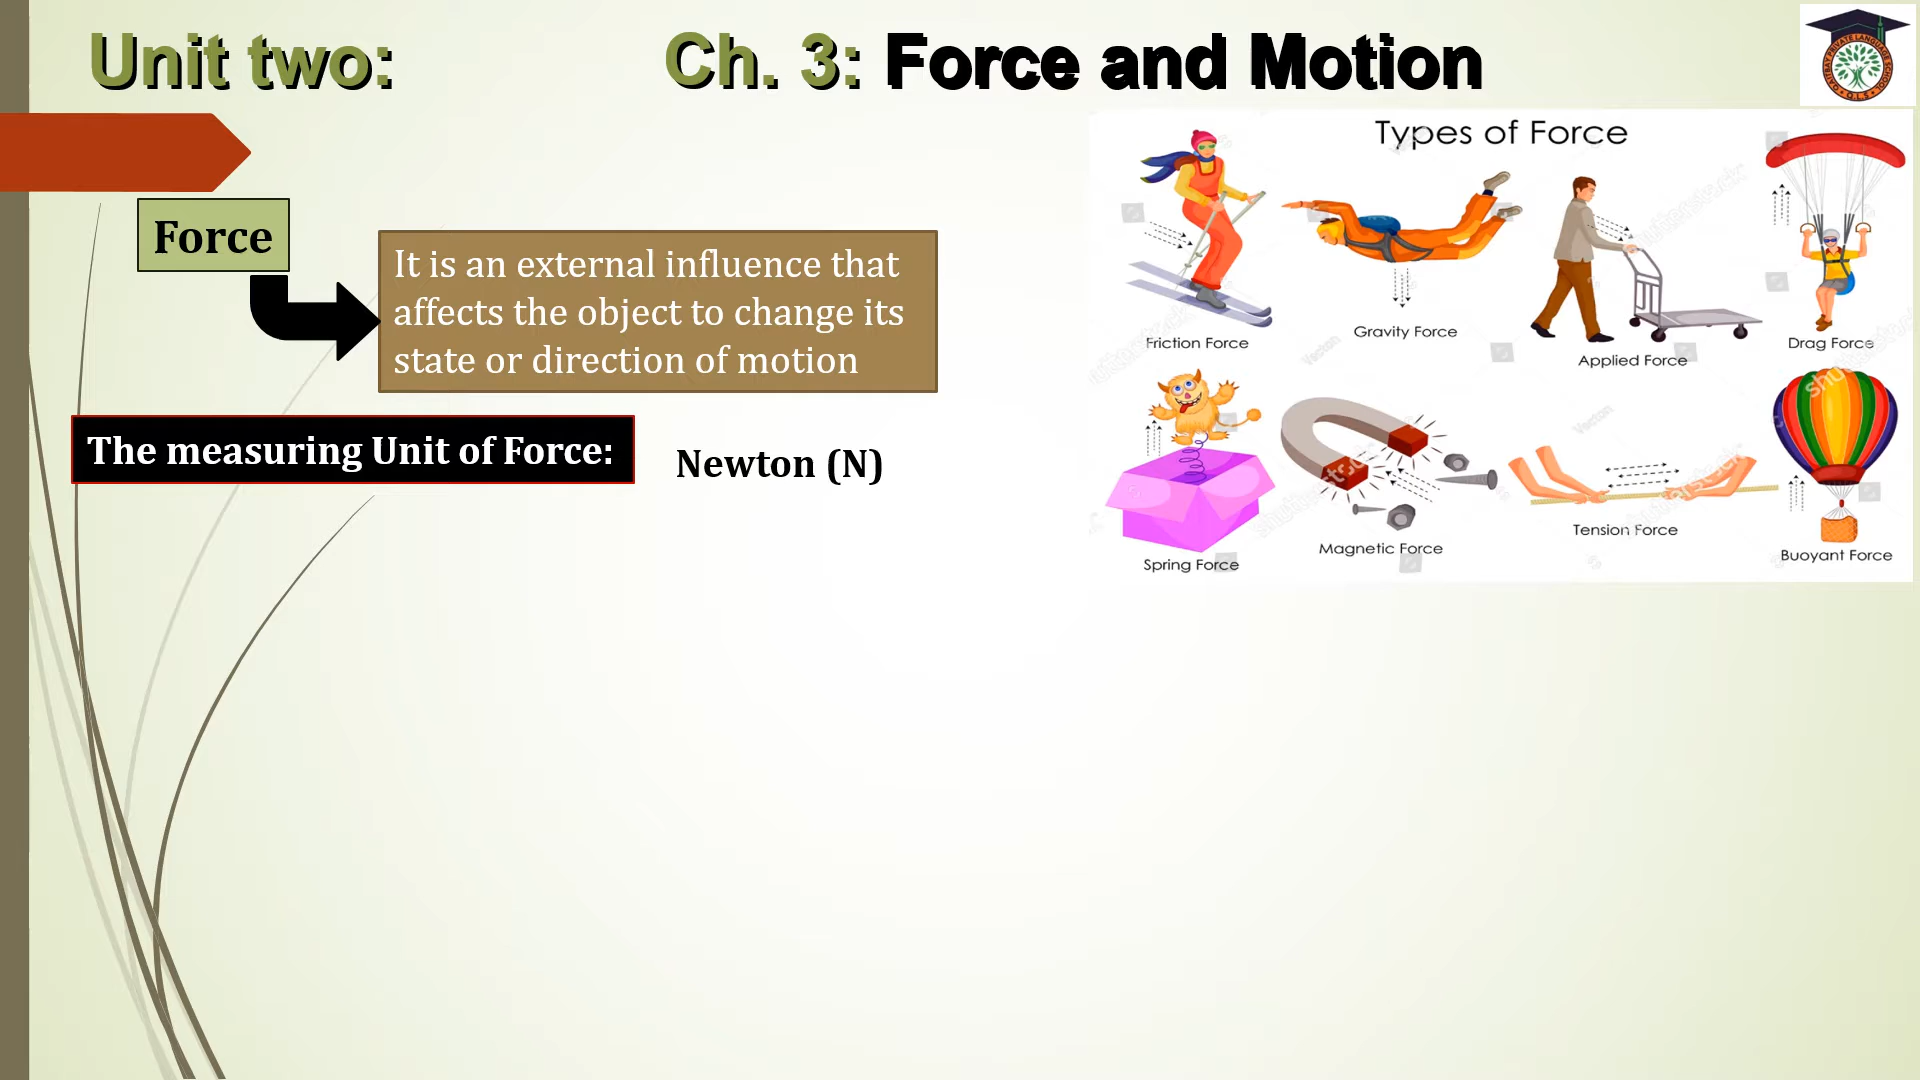 Unit two: Ch. 3: Force and Motion
Force
It is an external influence that
affects the object to change its
state or direction of motion
The measuring Unit of Force:
Newton (N)
Types of Force
Friction Force
Gravity Force
Applied Force
Drag Force
Spring Force
Magnetic Force
Tension Force
Buoyant Force